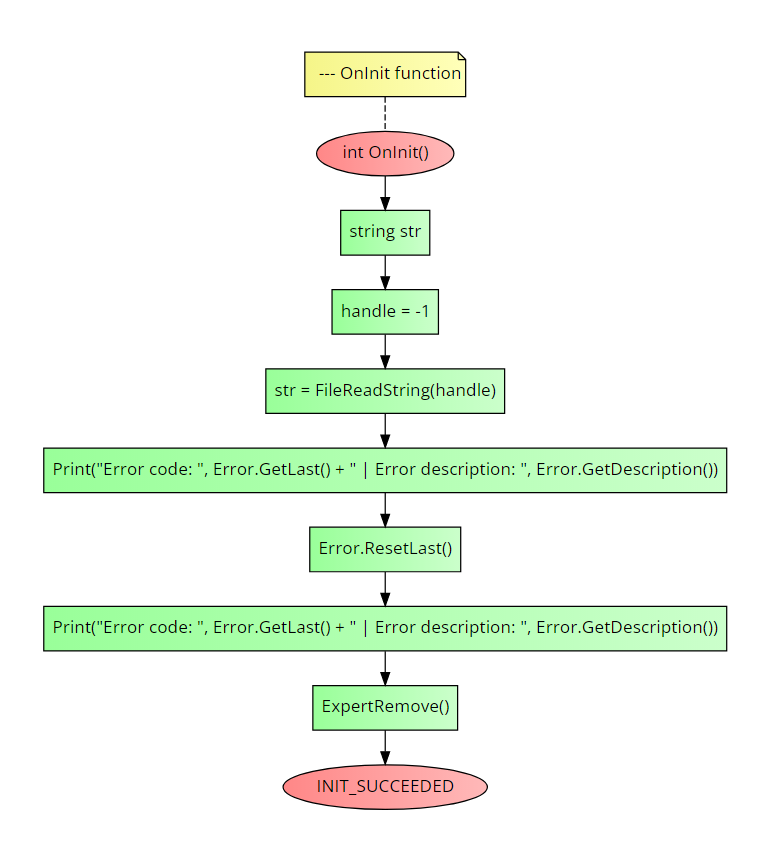 --- OnInit function
int OnInit()
string str
handle = -1
str = FileReadString(handle)
Print("Error code: ", Error.GetLast() + " | Error description: ", Error.GetDescription())
Error.ResetLast()
Print("Error code: ", Error.GetLast() + " | Error description: ", Error.GetDescription())
ExpertRemove()
INIT_SUCCEEDED